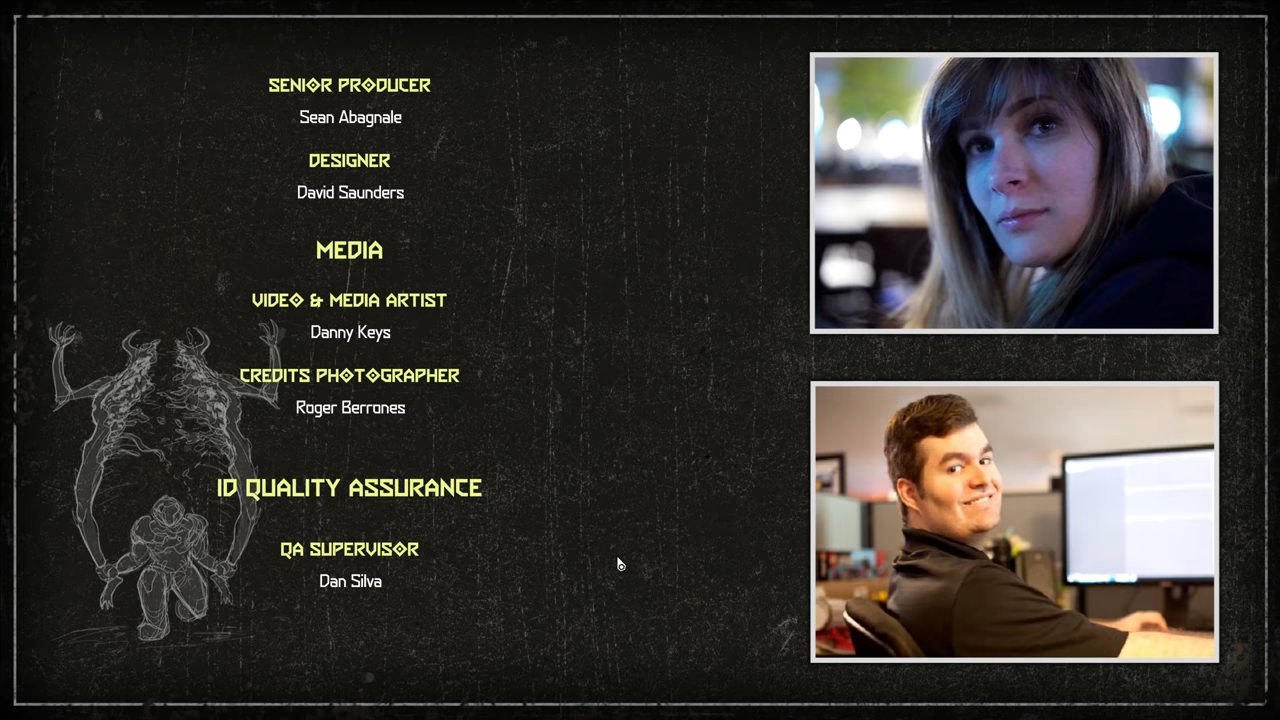 SENIOR PRODUCER
Sean Abagnale
DESIGNER
David Saunders
MEDIA
VIDEO & MEDIA ARTIST
Danny Keys
CREDITS PHOTOGRAPHER
Roger Berrones
ID QUALITY ASSURANCE
QA SUPERVISOR
Dan Silva